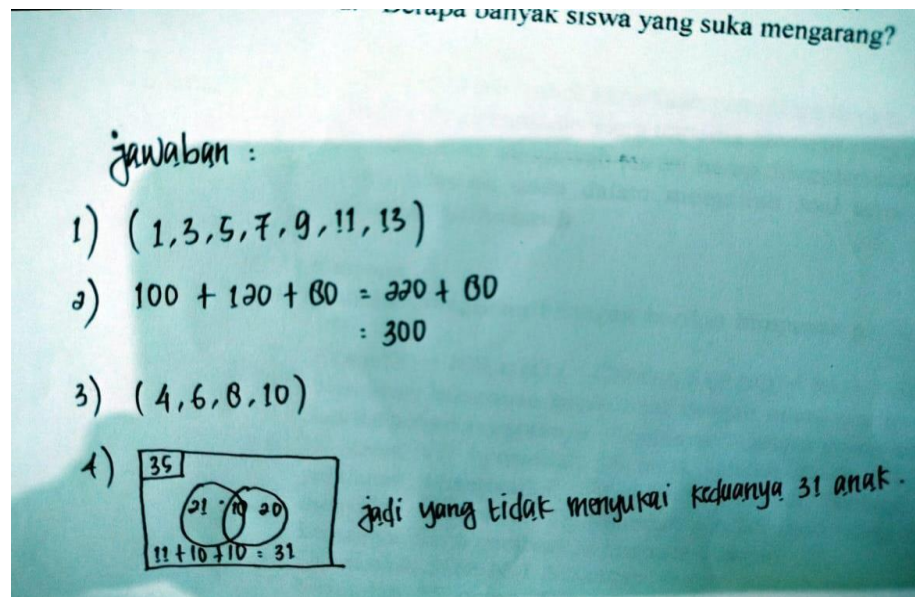 banyak siswa yang suka mengarang?
jawaban :
1) (1,3,5,7,9,11,13)
2) 100 + 120 + 80 = 220 + 80
: 300
3) (4,6,8,10)
4) 35
21 10 20
11 + 10 + 10 = 31
jadi yang tidak menyukai keduanya 31 anak.